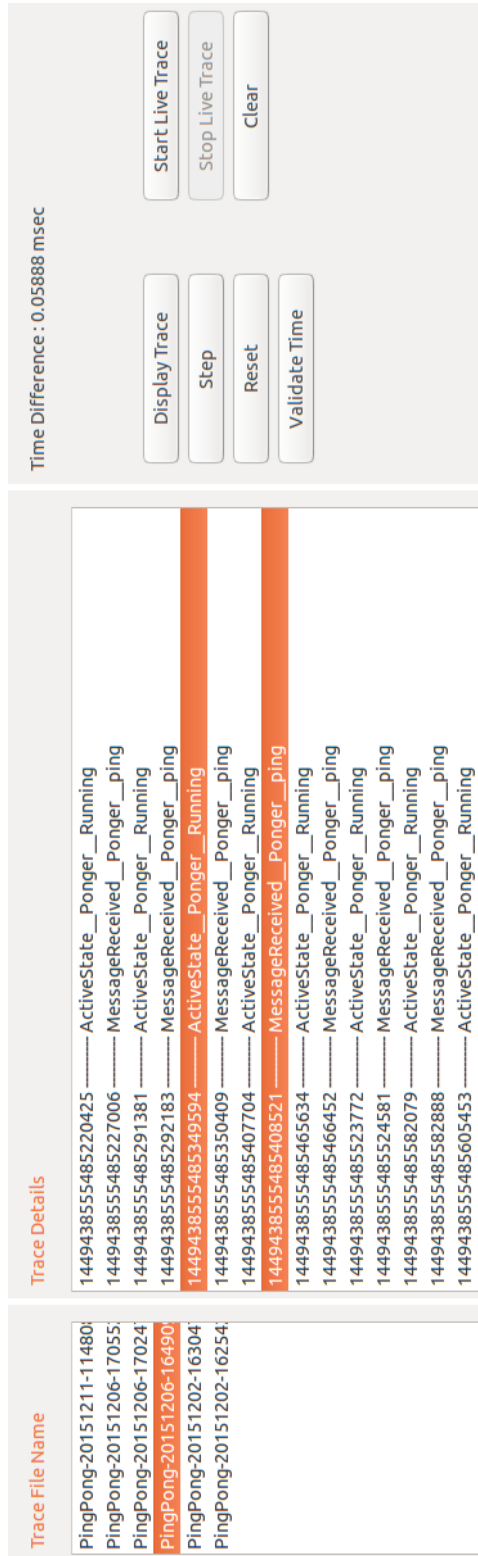 Trace File Name
PingPong-20151211-11480
PingPong-20151206-17055
PingPong-20151206-17024
PingPong-20151206-16490
PingPong-20151202-16304
PingPong-20151202-16254
Trace Details
1449438555485220425 --------- ActiveState__Ponger__Running
1449438555485227006 --------- MessageReceived__Ponger__ping
1449438555485291381 --------- ActiveState__Ponger__Running
1449438555485292183 --------- MessageReceived__Ponger__ping
1449438555485349594 --------- ActiveState__Ponger__Running
1449438555485350409 --------- MessageReceived__Ponger__ping
1449438555485407704 --------- ActiveState__Ponger__Running
1449438555485408521 --------- MessageReceived__Ponger__ping
1449438555485465634 --------- ActiveState__Ponger__Running
1449438555485466452 --------- MessageReceived__Ponger__ping
1449438555485523772 --------- ActiveState__Ponger__Running
1449438555485524581 --------- MessageReceived__Ponger__ping
1449438555485582079 --------- ActiveState__Ponger__Running
1449438555485582888 --------- MessageReceived__Ponger__ping
1449438555485605453 --------- ActiveState__Ponger__Running
Time Difference : 0.05888 msec
Display Trace
Start Live Trace
Step
Stop Live Trace
Reset
Clear
Validate Time